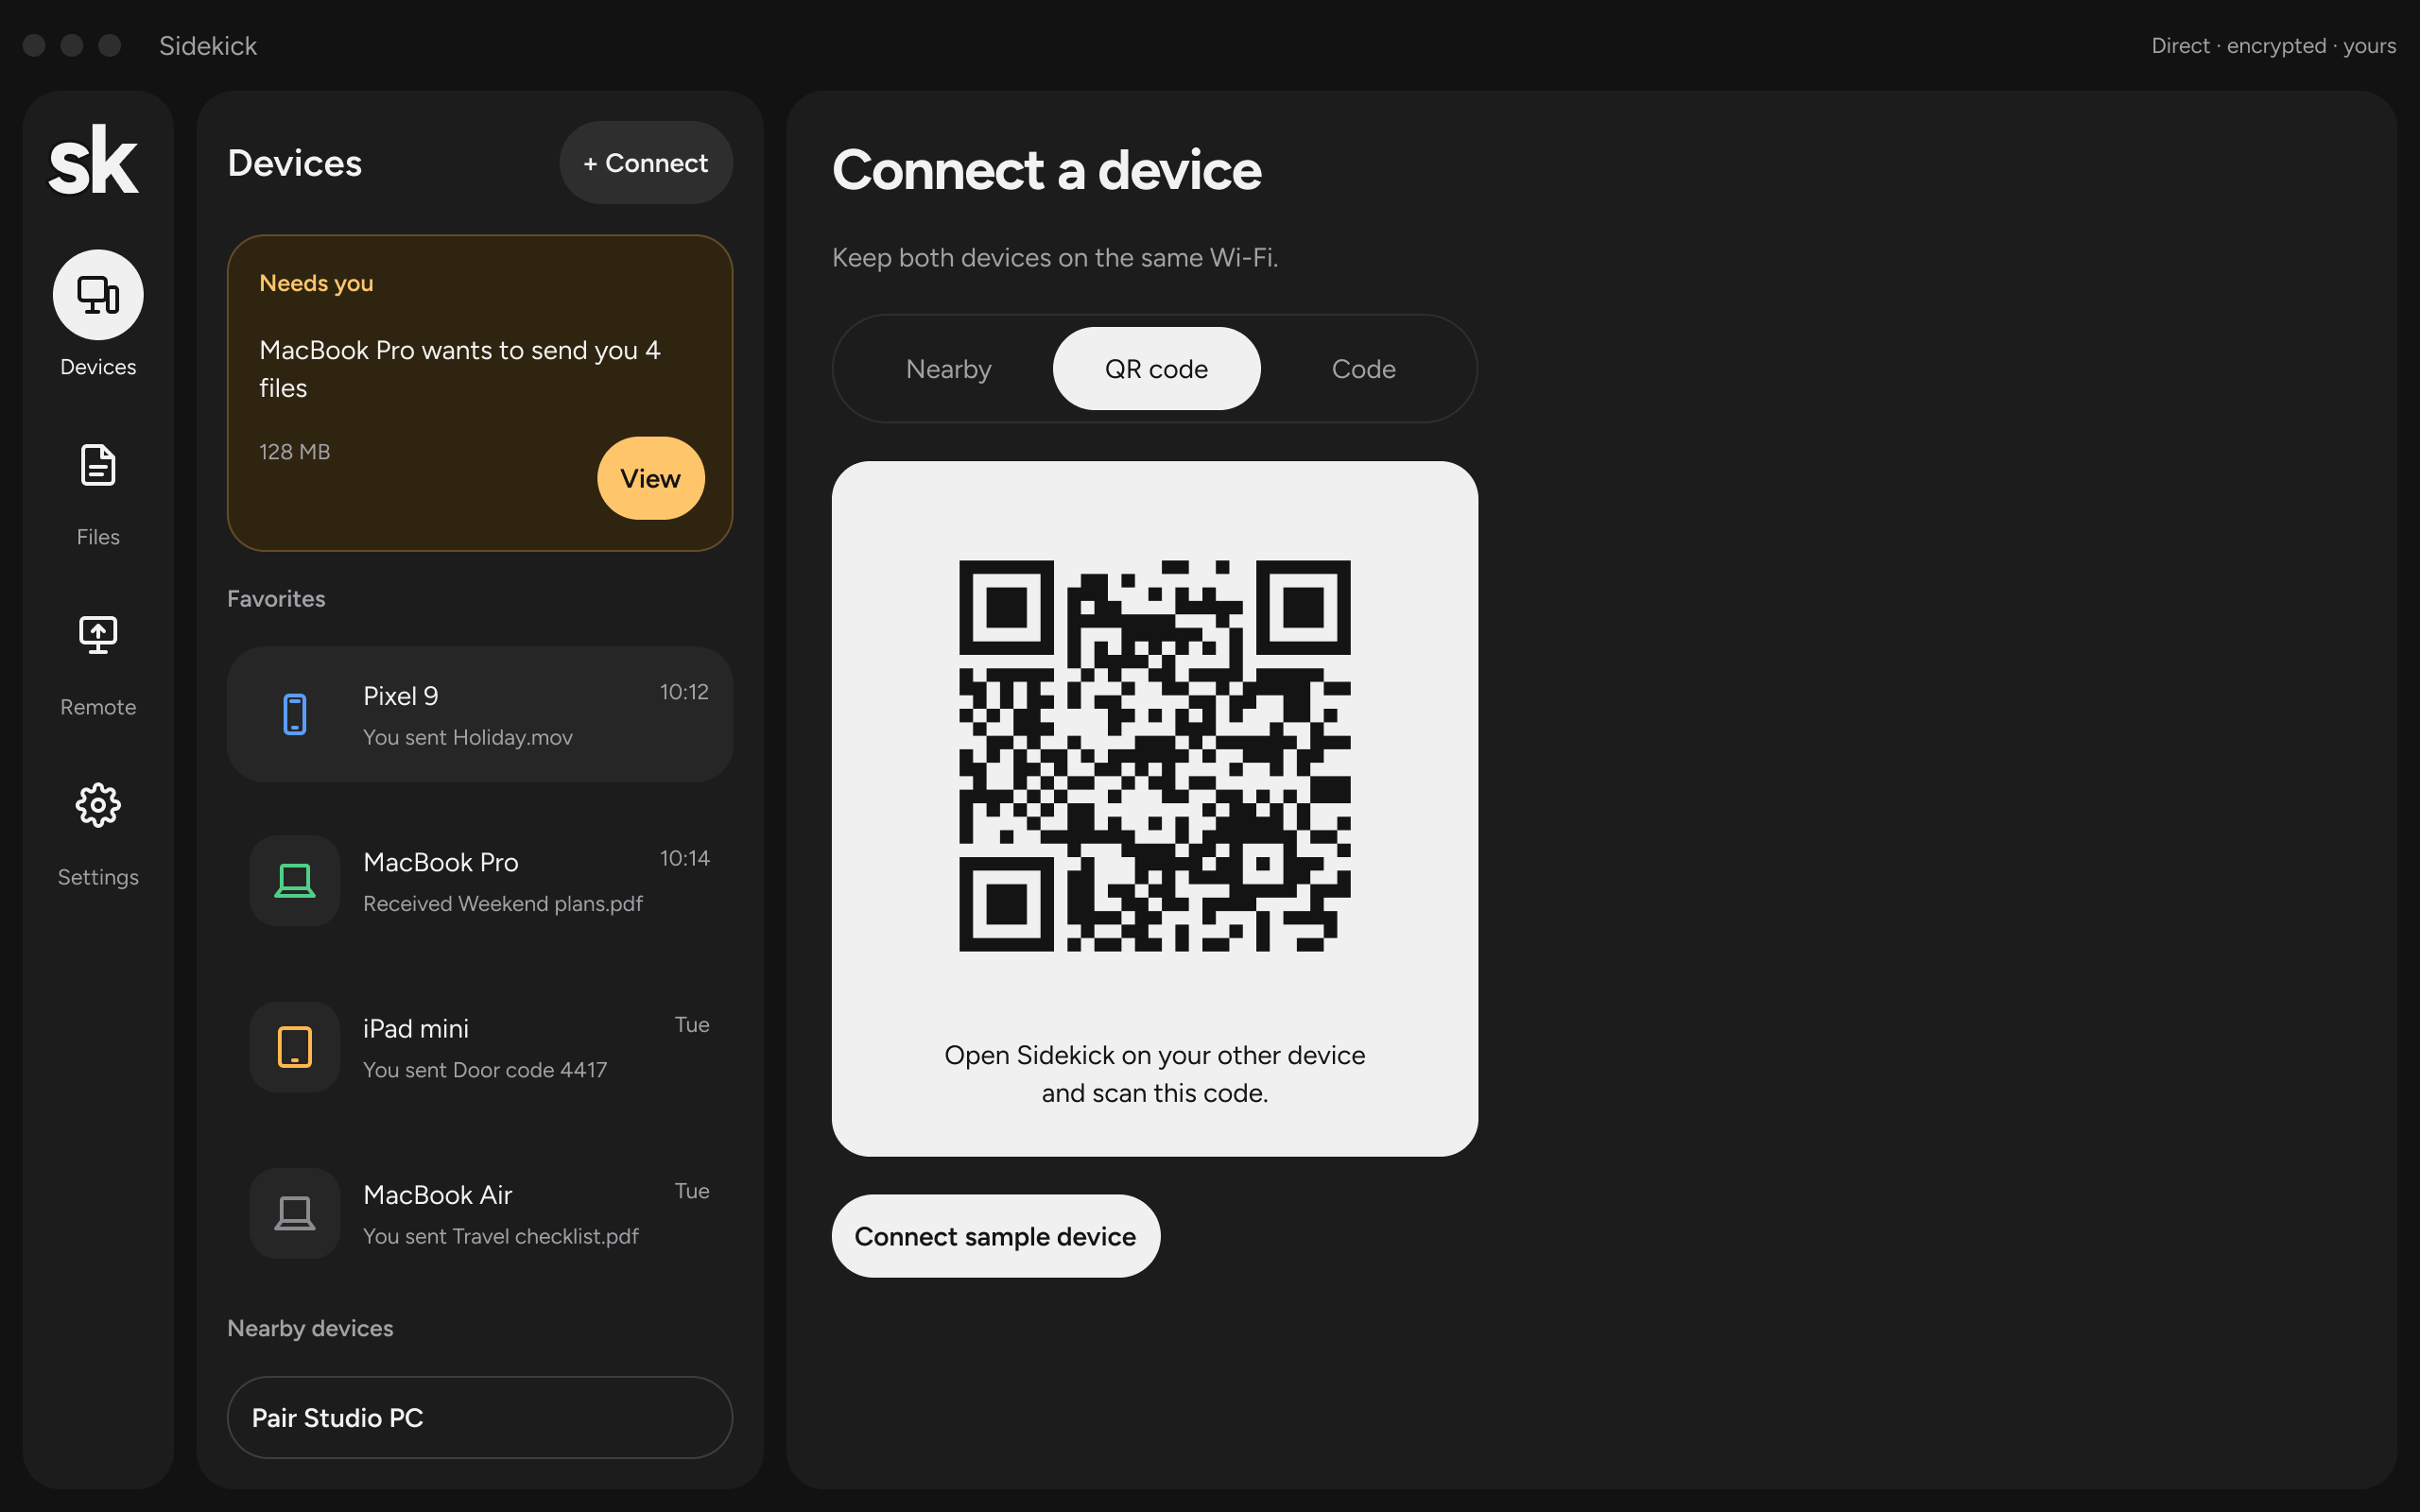 Sidekick
Direct · encrypted · yours
sk
Devices
Files
Remote
Settings
Devices
+ Connect
Needs you
MacBook Pro wants to send you 4
files
128 MB
View
Favorites
Pixel 9
10:12
You sent Holiday.mov
MacBook Pro
10:14
Received Weekend plans.pdf
iPad mini
Tue
You sent Door code 4417
MacBook Air
Tue
You sent Travel checklist.pdf
Nearby devices
Pair Studio PC
Connect a device
Keep both devices on the same Wi-Fi.
Nearby
QR code
Code
Open Sidekick on your other device
and scan this code.
Connect sample device